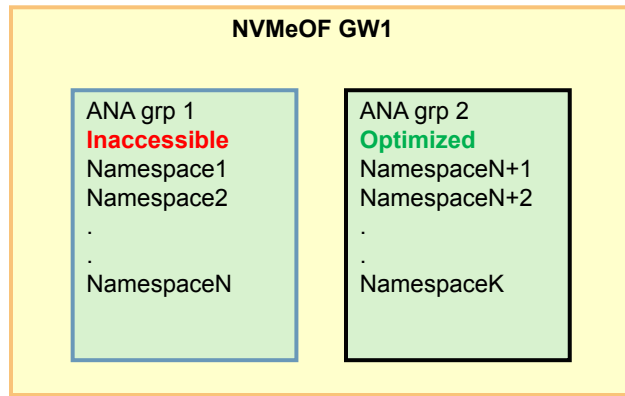 NVMeOF GW1
ANA grp 1
Inaccessible
Namespace1
Namespace2
.
.
NamespaceN
ANA grp 2
Optimized
NamespaceN+1
NamespaceN+2
.
.
NamespaceK